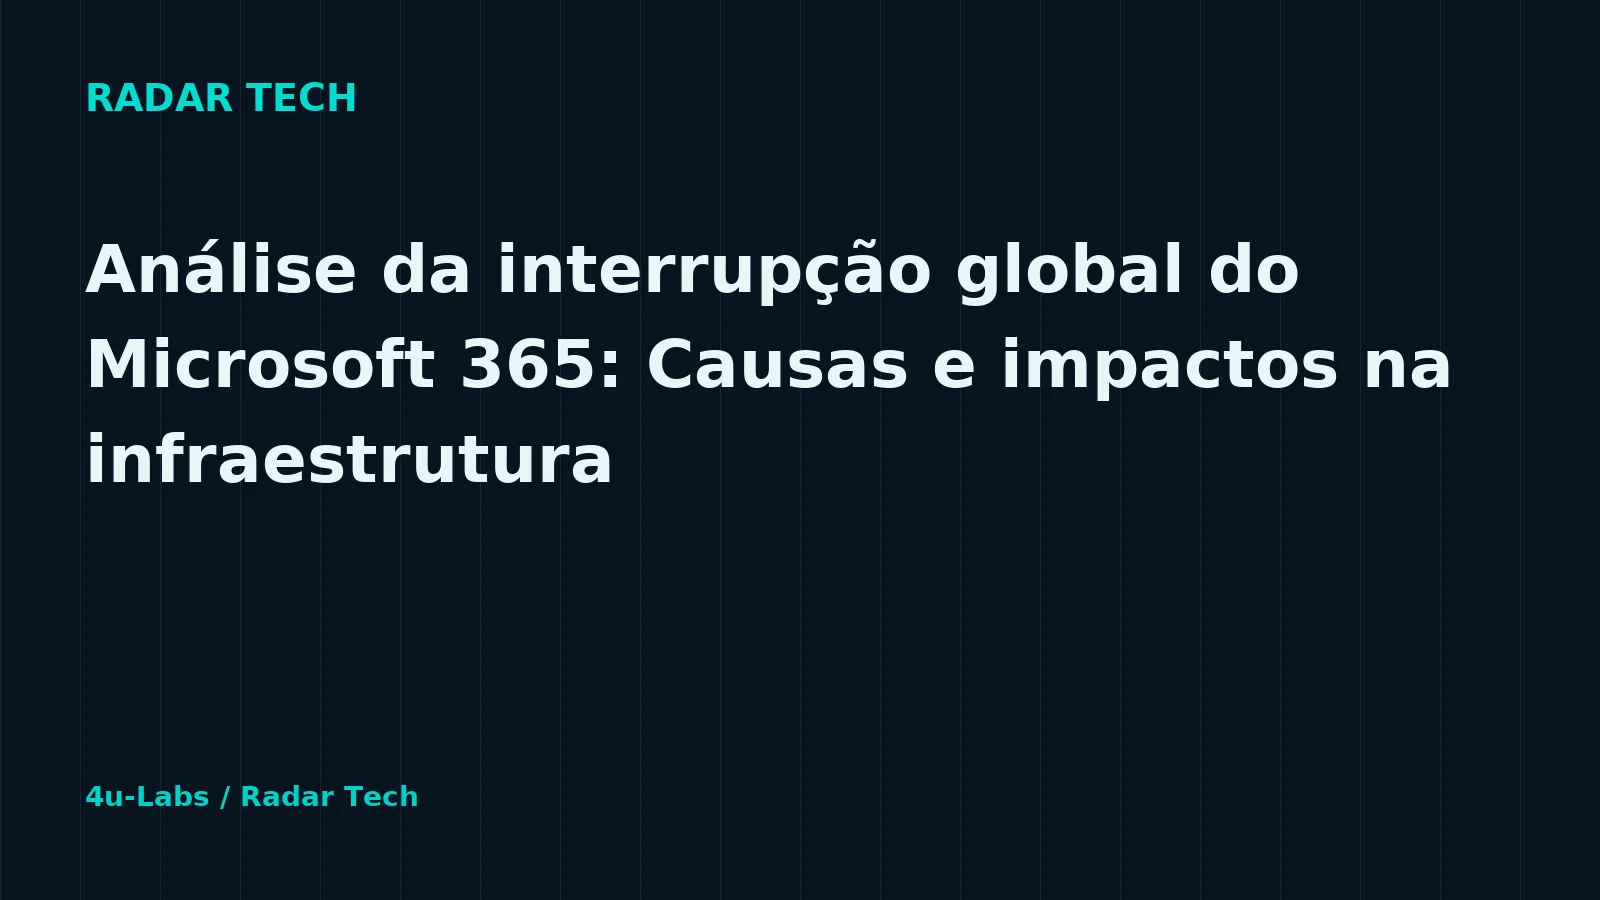 RADAR TECH
Análise da interrupção global do
Microsoft 365: Causas e impactos na
infraestrutura
4u-Labs / Radar Tech